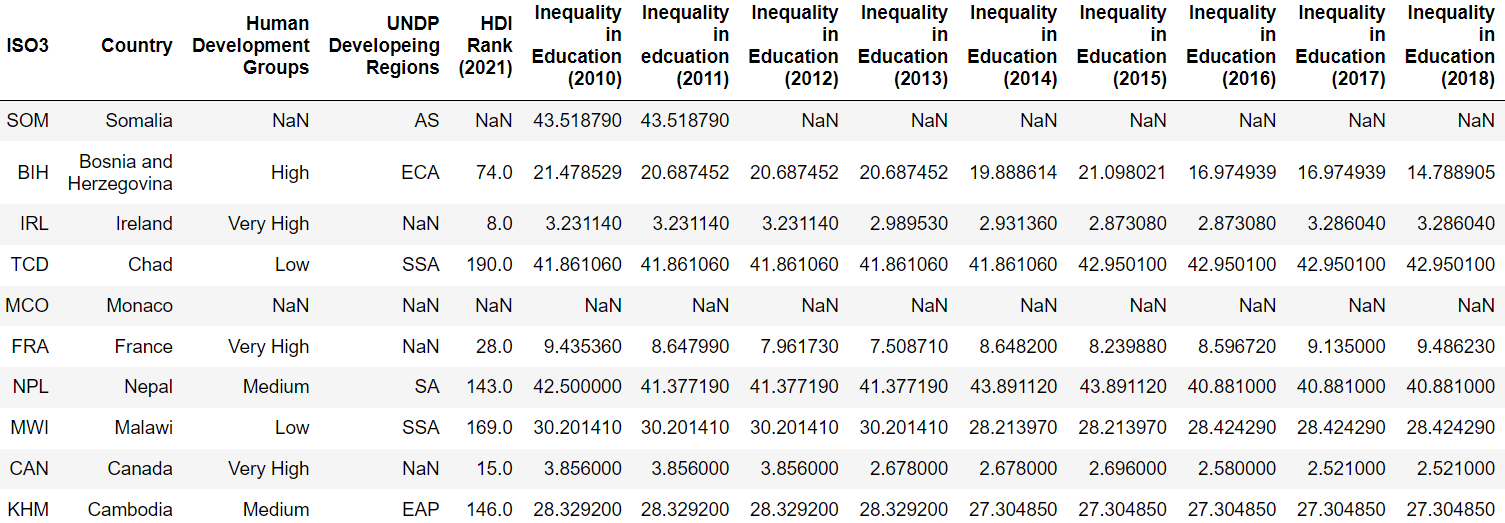 ISO3 Country Human Development Groups UNDP Developeing Regions HDI Rank (2021) Inequality in Education (2010) Inequality in edcuation (2011) Inequality in Education (2012) Inequality in Education (2013) Inequality in Education (2014) Inequality in Education (2015) Inequality in Education (2016) Inequality in Education (2017) Inequality in Education (2018)
SOM Somalia NaN AS NaN 43.518790 43.518790 NaN NaN NaN NaN NaN NaN NaN
BIH Bosnia and Herzegovina High ECA 74.0 21.478529 20.687452 20.687452 20.687452 19.888614 21.098021 16.974939 16.974939 14.788905
IRL Ireland Very High NaN 8.0 3.231140 3.231140 3.231140 2.989530 2.931360 2.873080 2.873080 3.286040 3.286040
TCD Chad Low SSA 190.0 41.861060 41.861060 41.861060 41.861060 41.861060 42.950100 42.950100 42.950100 42.950100
MCO Monaco NaN NaN NaN NaN NaN NaN NaN NaN NaN NaN NaN NaN
FRA France Very High NaN 28.0 9.435360 8.647990 7.961730 7.508710 8.648200 8.239880 8.596720 9.135000 9.486230
NPL Nepal Medium SA 143.0 42.500000 41.377190 41.377190 41.377190 43.891120 43.891120 40.881000 40.881000 40.881000
MWI Malawi Low SSA 169.0 30.201410 30.201410 30.201410 30.201410 28.213970 28.213970 28.424290 28.424290 28.424290
CAN Canada Very High NaN 15.0 3.856000 3.856000 3.856000 2.678000 2.678000 2.696000 2.580000 2.521000 2.521000
KHM Cambodia Medium EAP 146.0 28.329200 28.329200 28.329200 28.329200 27.304850 27.304850 27.304850 27.304850 27.304850